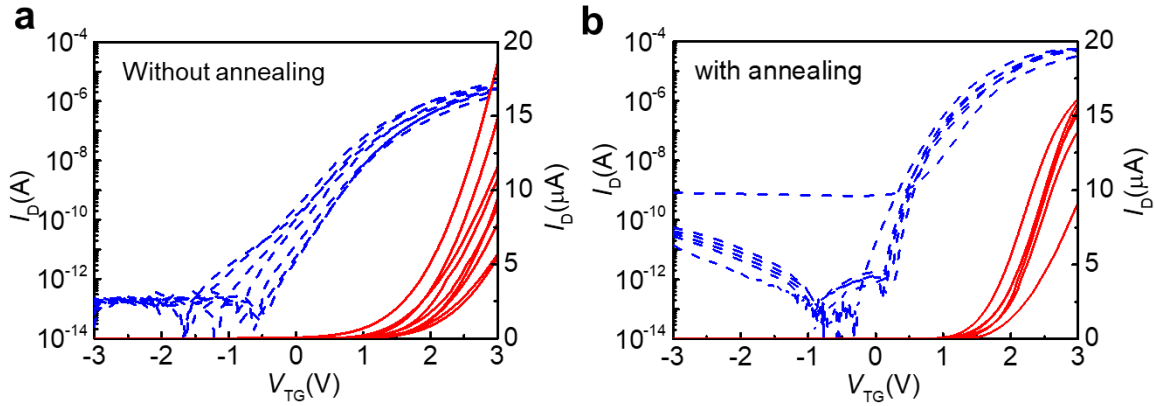 a
Without annealing
10⁻⁴
10⁻⁶
10⁻⁸
10⁻¹⁰
10⁻¹²
10⁻¹⁴
I_D(A)
20
15
10
5
0
I_D(μA)
-3 -2 -1 0 1 2 3
V_TG(V)
b
with annealing
10⁻⁴
10⁻⁶
10⁻⁸
10⁻¹⁰
10⁻¹²
10⁻¹⁴
I_D(A)
20
15
10
5
0
I_D(μA)
-3 -2 -1 0 1 2 3
V_TG(V)